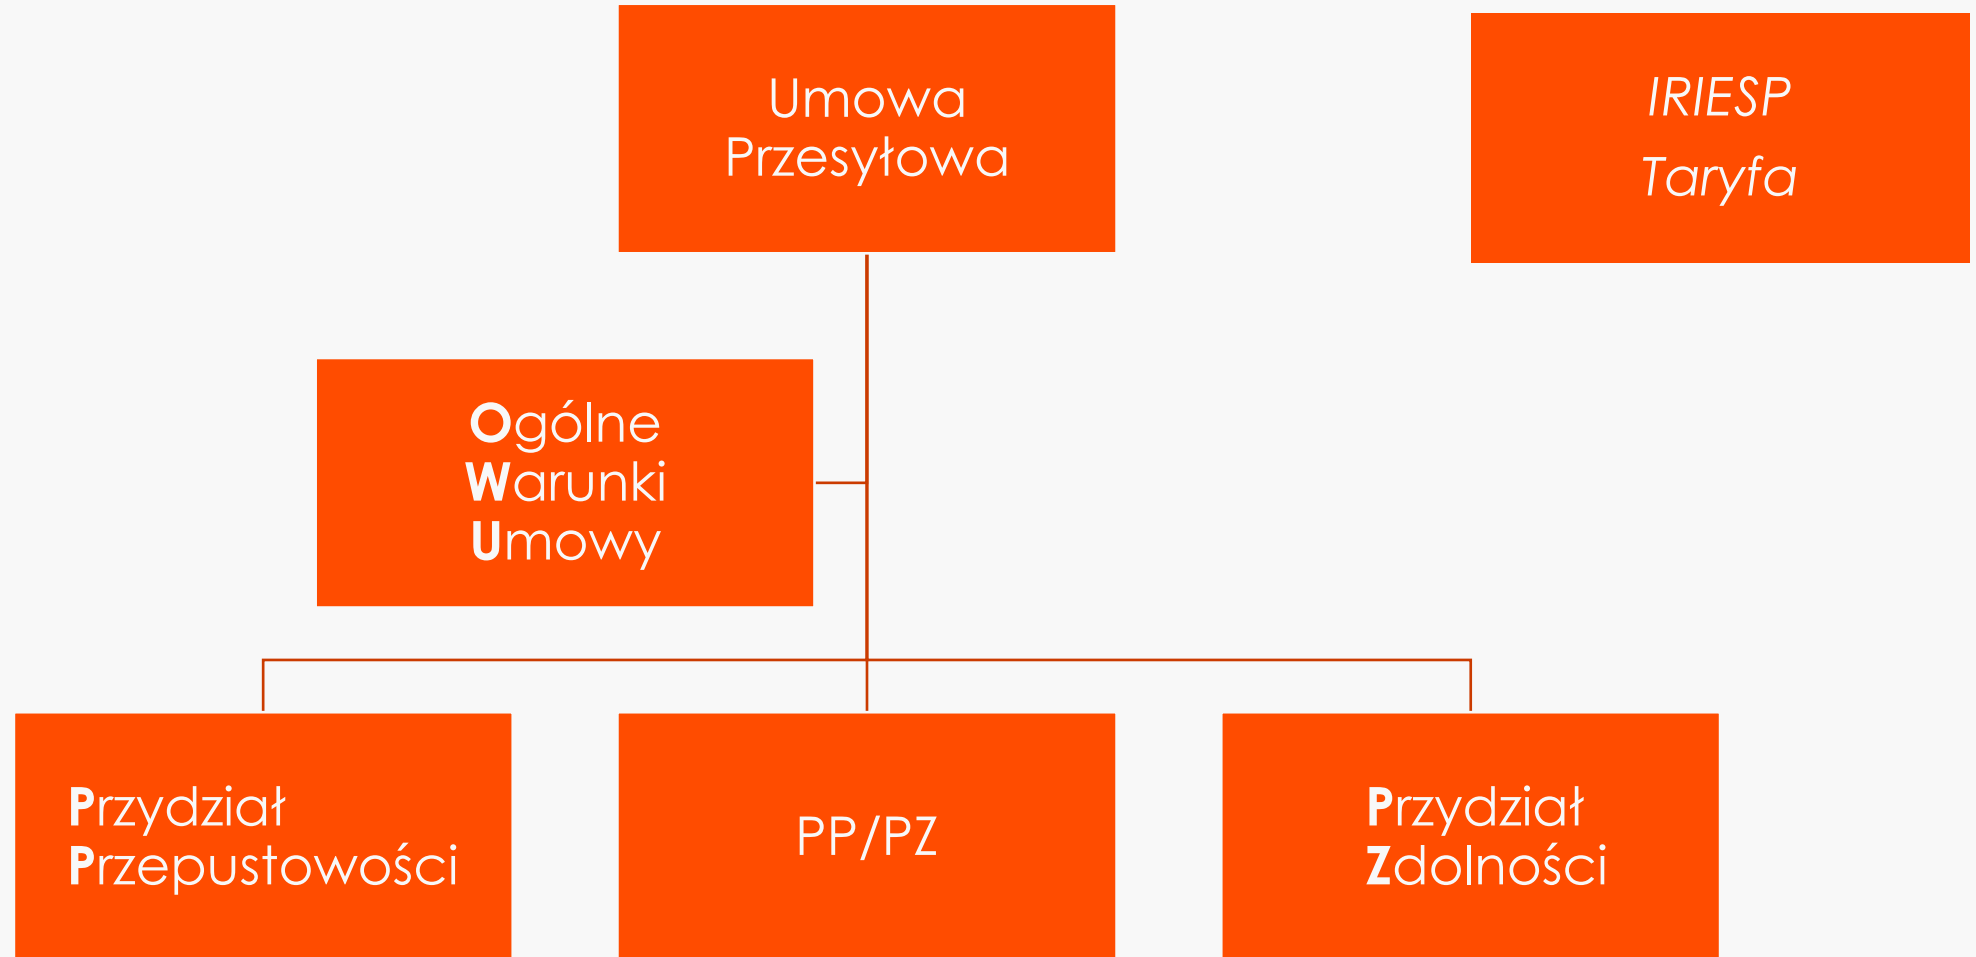 Umowa
Przesyłowa
IRIESP
Taryfa
Ogólne
Warunki
Umowy
Przydział
Przepustowości
PP/PZ
Przydział
Zdolności